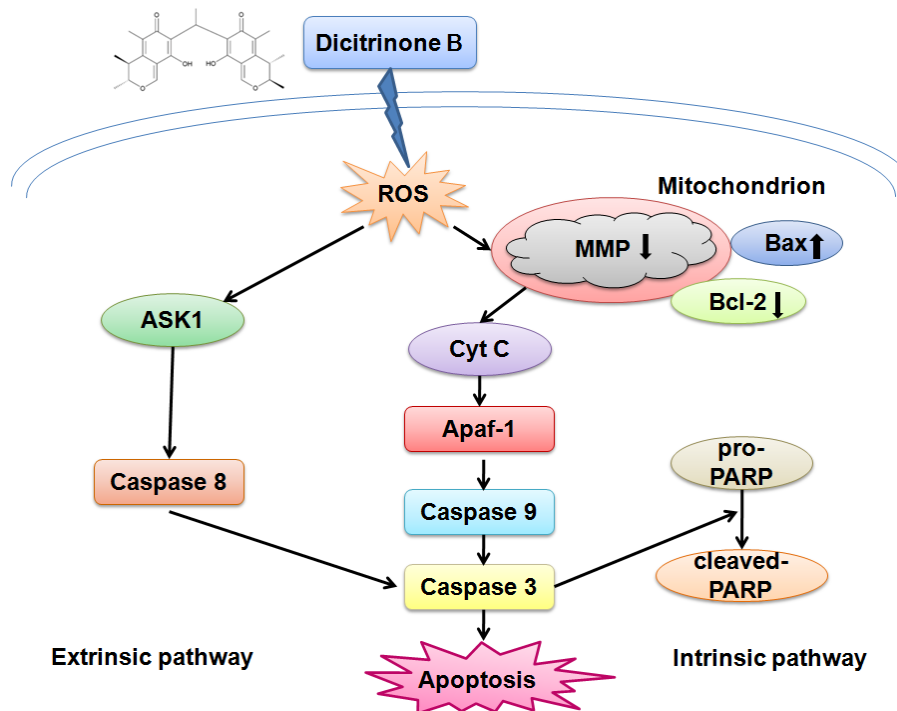 Dicitrinone B
O
O
OH
HO
O
O
ROS
Mitochondrion
MMP
Bax
Bcl-2
ASK1
Cyt C
Apaf-1
pro-
PARP
Caspase 8
Caspase 9
cleaved-
PARP
Caspase 3
Extrinsic pathway
Intrinsic pathway
Apoptosis